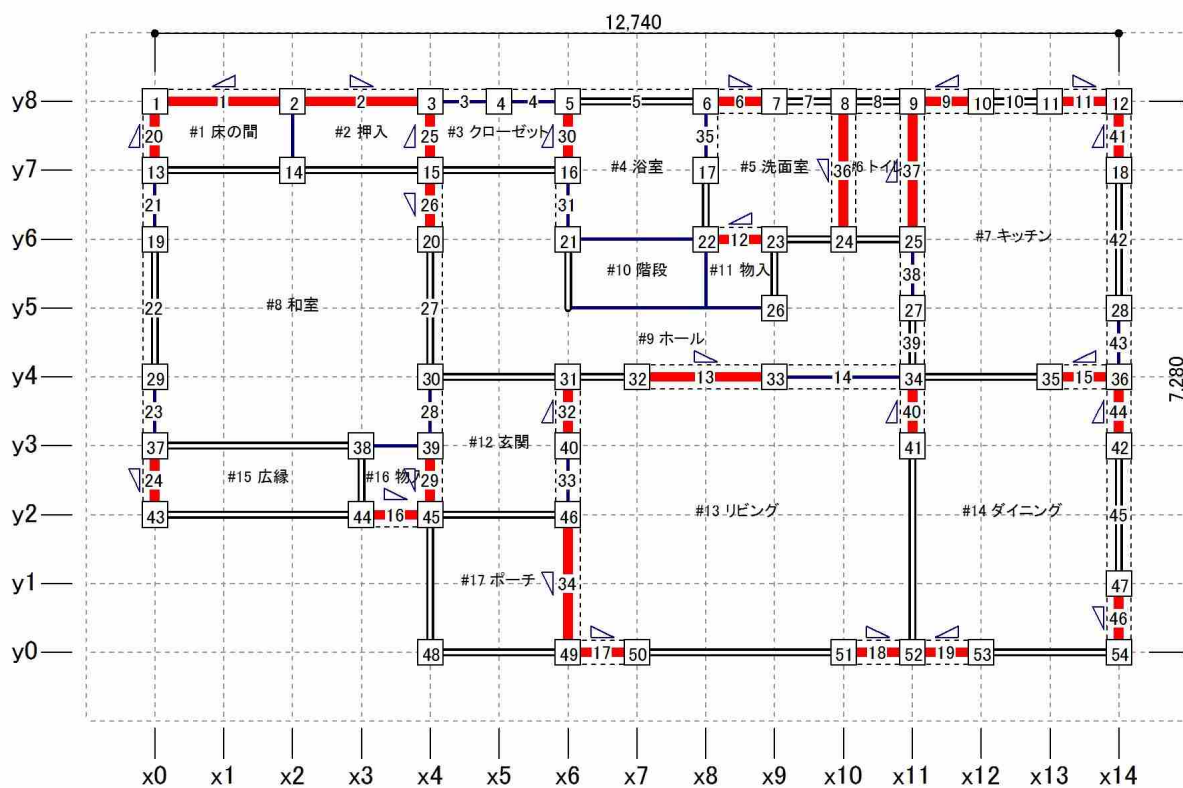 12,740
y8 1 1 2 2 3 3 4 4 5 5 6 6 7 7 8 8 9 9 10 10 11 11 12
20 #1 床の間 #2 押入 25 #3 クローゼット 30 35 #4 浴室 #5 洗面室 36 #6 トイレ 37 41
y7 13 14 15 16 17 18
21 26 31 #7 キッチン
y6 19 20 21 22 12 23 24 25 42
#10 階段 #11 物入 38
22 #8 和室 27 26 27 28
y5
#9 ホール 39 43
y4 29 30 31 32 13 33 14 34 35 15 36
23 28 32 40 44
#12 玄関
y3 37 38 39 40 41 42
24 #15 広縁 #16 物入 29 33
y2 43 44 16 45 46 #13 リビング #14 ダイニング 45
7,280
y1 #17 ポーチ 34 47
46
y0 48 49 17 50 51 18 52 19 53 54
x0 x1 x2 x3 x4 x5 x6 x7 x8 x9 x10 x11 x12 x13 x14